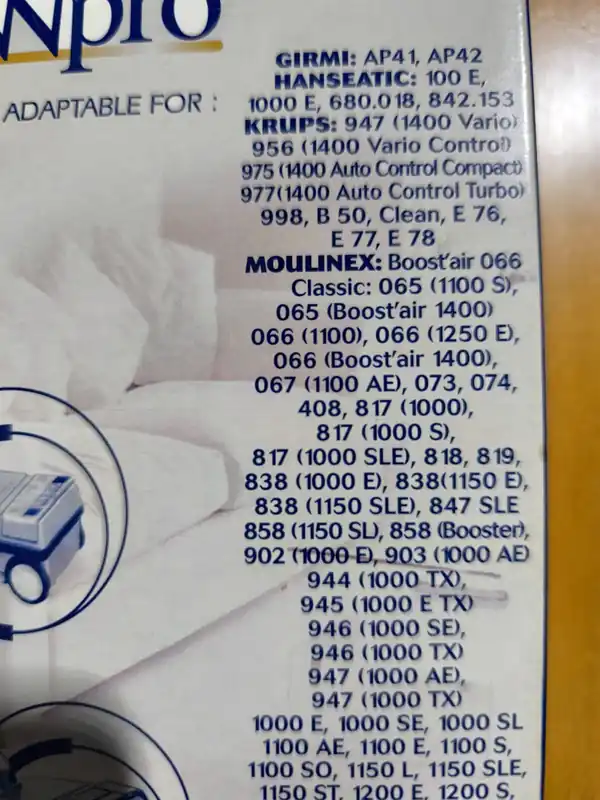 Wpro
ADAPTABLE FOR :
GIRMI: AP41, AP42
HANSEATIC: 100 E,
1000 E, 680.018, 842.153
KRUPS: 947 (1400 Vario)
956 (1400 Vario Control)
975 (1400 Auto Control Compact)
977(1400 Auto Control Turbo)
998, B 50, Clean, E 76,
E 77, E 78
MOULINEX: Boost'air 066
Classic: 065 (1100 S),
065 (Boost'air 1400)
066 (1100), 066 (1250 E),
066 (Boost'air 1400),
067 (1100 AE), 073, 074,
408, 817 (1000),
817 (1000 S),
817 (1000 SLE), 818, 819,
838 (1000 E), 838(1150 E),
838 (1150 SLE), 847 SLE
858 (1150 SL), 858 (Booster),
902 (1000 E), 903 (1000 AE)
944 (1000 TX),
945 (1000 E TX)
946 (1000 SE),
946 (1000 TX)
947 (1000 AE),
947 (1000 TX)
1000 E, 1000 SE, 1000 SL
1100 AE, 1100 E, 1100 S,
1100 SO, 1150 L, 1150 SLE,
1150 ST, 1200 E, 1200 S,